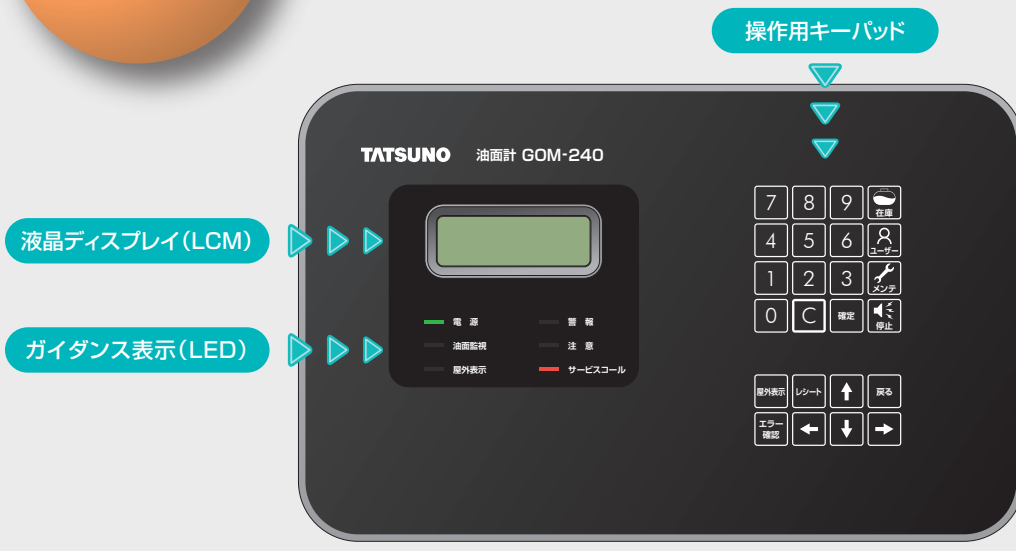 操作用キーパッド
TATSUNO 油面計 GOM-240
液晶ディスプレイ(LCM)
7 8 9 在庫
4 5 6 ユーザー
1 2 3 メンテ
0 C 確定 停止
電源 警報
油面監視 注意
屋外表示 サービスコール
ガイダンス表示(LED)
屋外表示 レシート ↑ 戻る
エラー
確認 ← ↓ →